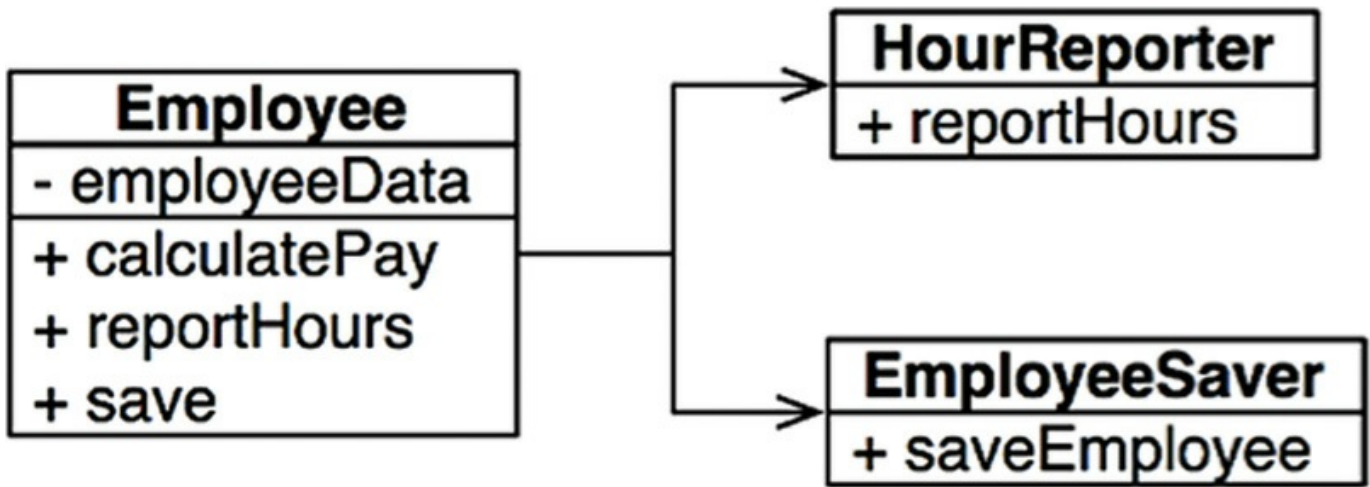 Employee
- employeeData
+ calculatePay
+ reportHours
+ save
HourReporter
+ reportHours
EmployeeSaver
+ saveEmployee